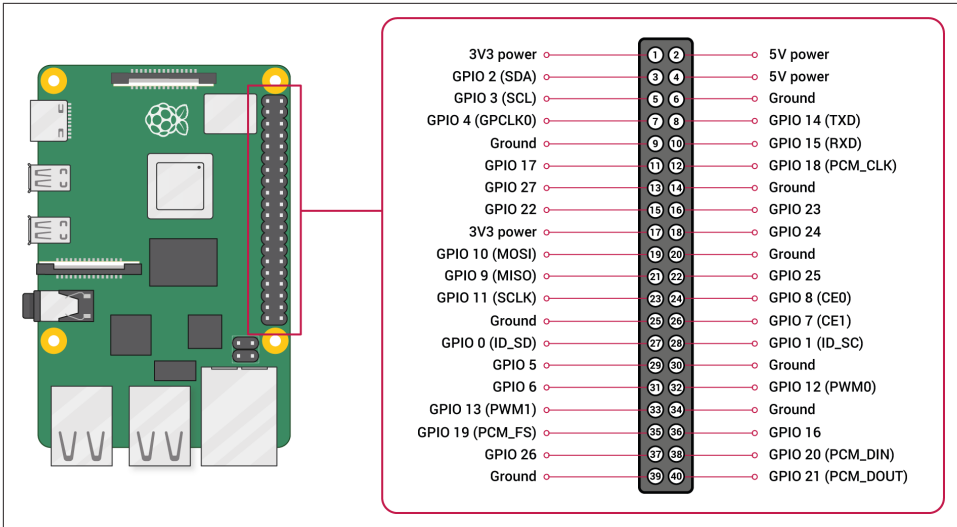 3V3 power 1 2 5V power
GPIO 2 (SDA) 3 4 5V power
GPIO 3 (SCL) 5 6 Ground
GPIO 4 (GPCLK0) 7 8 GPIO 14 (TXD)
Ground 9 10 GPIO 15 (RXD)
GPIO 17 11 12 GPIO 18 (PCM_CLK)
GPIO 27 13 14 Ground
GPIO 22 15 16 GPIO 23
3V3 power 17 18 GPIO 24
GPIO 10 (MOSI) 19 20 Ground
GPIO 9 (MISO) 21 22 GPIO 25
GPIO 11 (SCLK) 23 24 GPIO 8 (CE0)
Ground 25 26 GPIO 7 (CE1)
GPIO 0 (ID_SD) 27 28 GPIO 1 (ID_SC)
GPIO 5 29 30 Ground
GPIO 6 31 32 GPIO 12 (PWM0)
GPIO 13 (PWM1) 33 34 Ground
GPIO 19 (PCM_FS) 35 36 GPIO 16
GPIO 26 37 38 GPIO 20 (PCM_DIN)
Ground 39 40 GPIO 21 (PCM_DOUT)